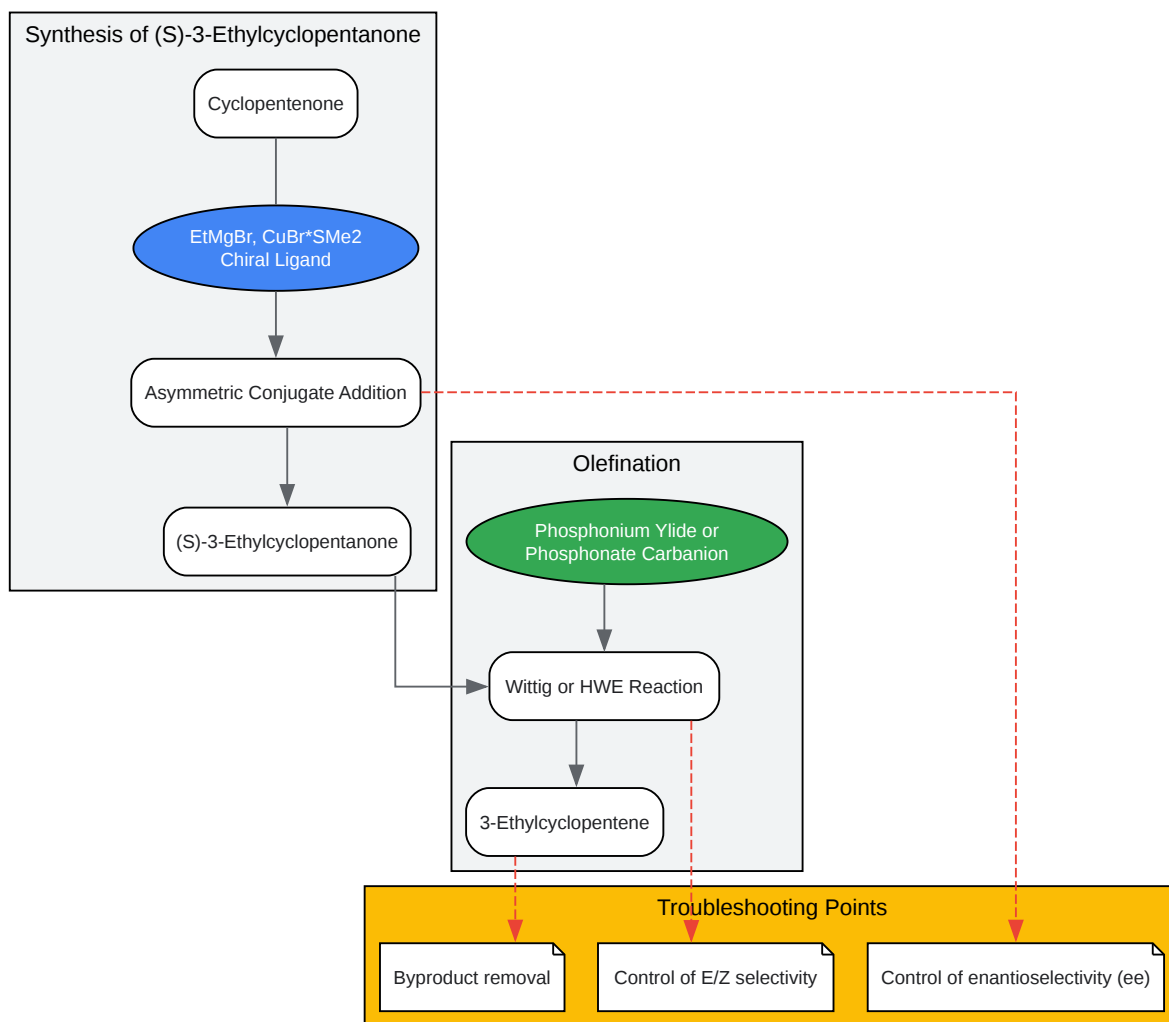 Synthesis of (S)-3-Ethylcyclopentanone
Cyclopentenone
EtMgBr, CuBr*SMe2
Chiral Ligand
Asymmetric Conjugate Addition
(S)-3-Ethylcyclopentanone
Olefination
Phosphonium Ylide or
Phosphonate Carbanion
Wittig or HWE Reaction
3-Ethylcyclopentene
Troubleshooting Points
Byproduct removal
Control of E/Z selectivity
Control of enantioselectivity (ee)